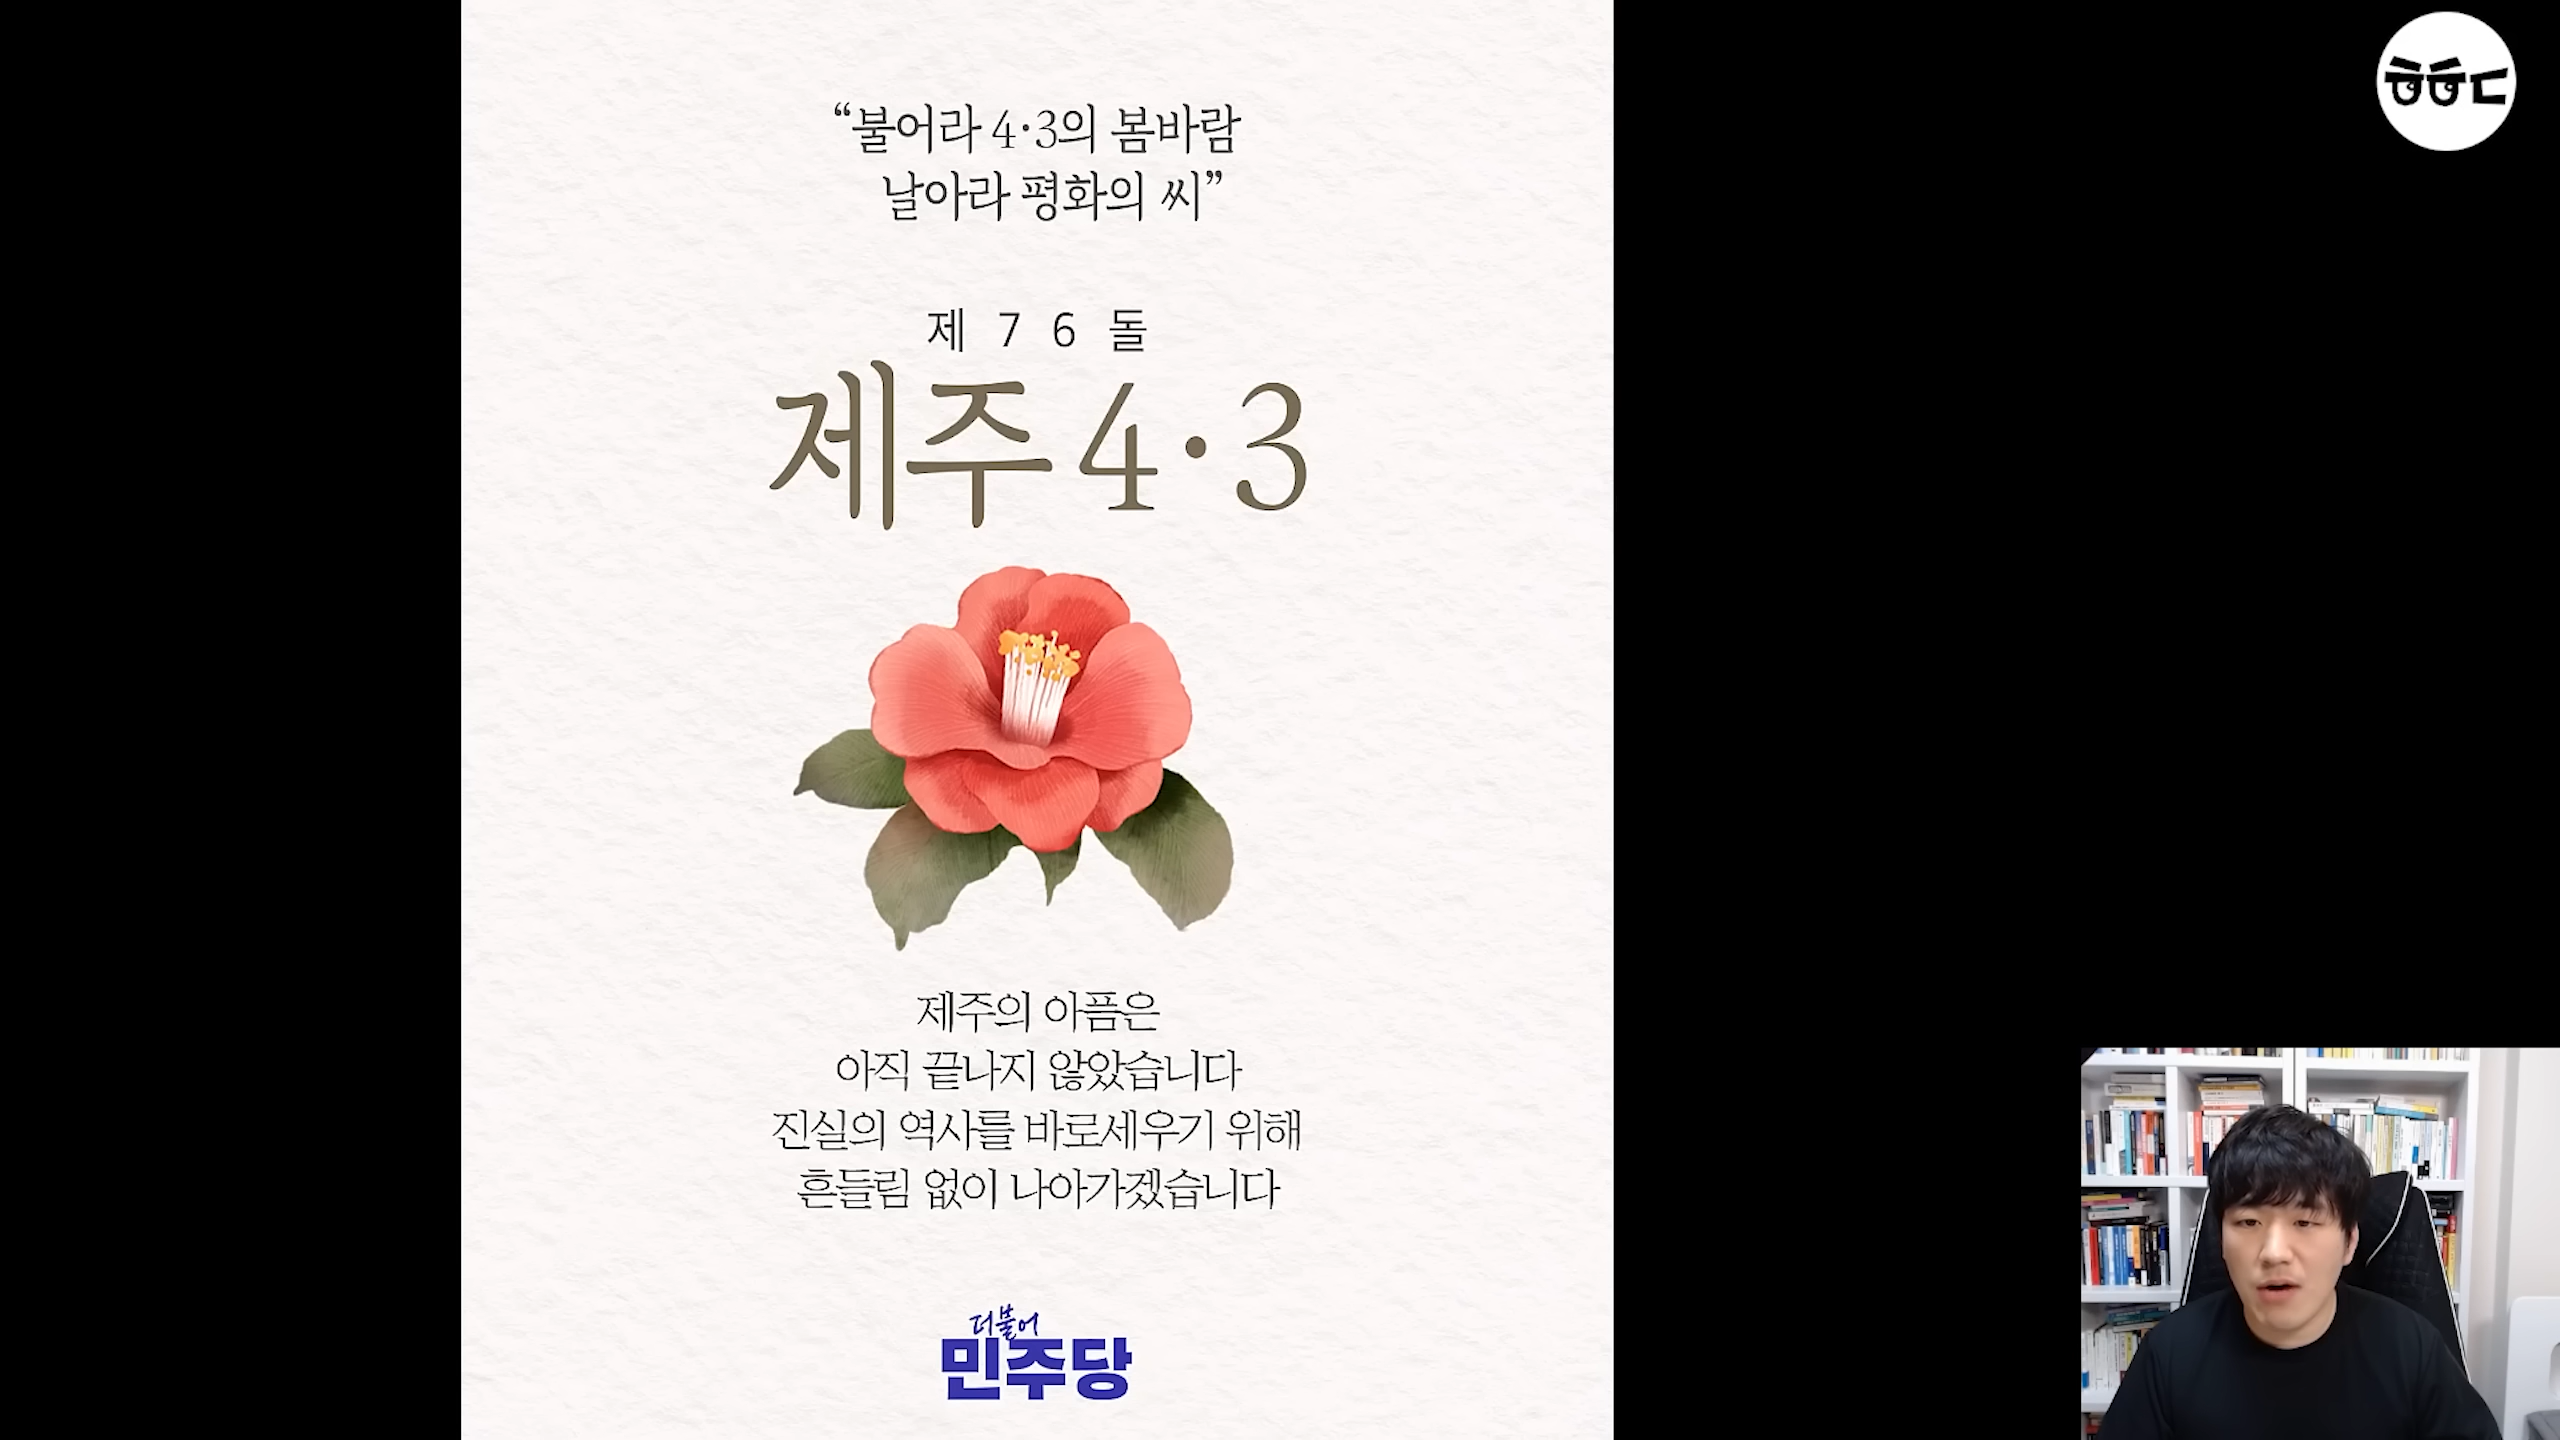 “불어라 4·3의 봄바람
날아라 평화의 씨”
제 7 6 돌
제주 4·3
제주의 아픔은
아직 끝나지 않았습니다
진실의 역사를 바로세우기 위해
흔들림 없이 나아가겠습니다
더불어
민주당
ㅎㅎㄷ